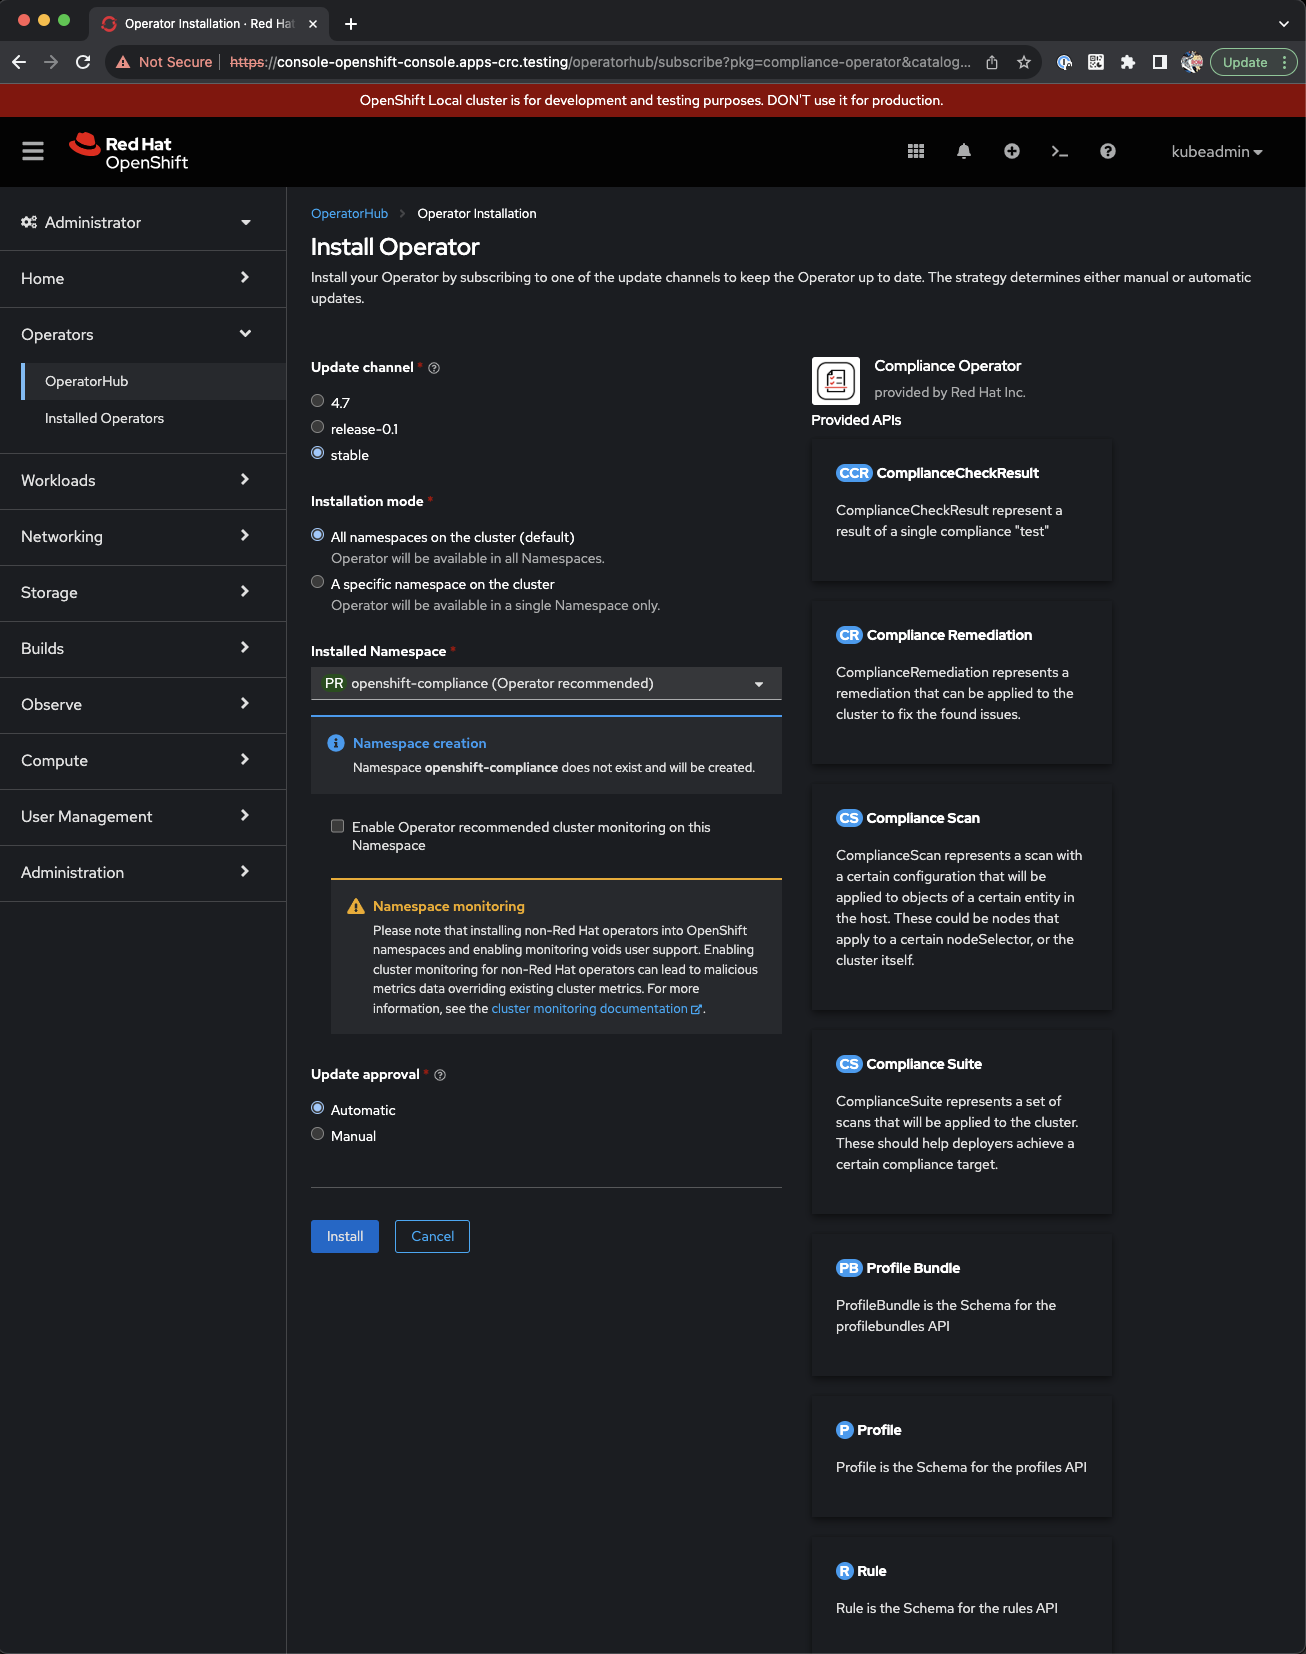 Operator Installation · Red Hat
Not Secure | https://console-openshift-console.apps-crc.testing/operatorhub/subscribe?pkg=compliance-operator&catalog...
Update
OpenShift Local cluster is for development and testing purposes. DON'T use it for production.
Red Hat
OpenShift
kubeadmin
Administrator
Home
Operators
OperatorHub
Installed Operators
Workloads
Networking
Storage
Builds
Observe
Compute
User Management
Administration
OperatorHub > Operator Installation
Install Operator
Install your Operator by subscribing to one of the update channels to keep the Operator up to date. The strategy determines either manual or automatic
updates.
Update channel *
4.7
release-0.1
stable
Installation mode *
All namespaces on the cluster (default)
Operator will be available in all Namespaces.
A specific namespace on the cluster
Operator will be available in a single Namespace only.
Installed Namespace *
PR openshift-compliance (Operator recommended)
Namespace creation
Namespace openshift-compliance does not exist and will be created.
Enable Operator recommended cluster monitoring on this
Namespace
Namespace monitoring
Please note that installing non-Red Hat operators into OpenShift
namespaces and enabling monitoring voids user support. Enabling
cluster monitoring for non-Red Hat operators can lead to malicious
metrics data overriding existing cluster metrics. For more
information, see the cluster monitoring documentation.
Update approval *
Automatic
Manual
Install
Cancel
Compliance Operator
provided by Red Hat Inc.
Provided APIs
CCR ComplianceCheckResult
ComplianceCheckResult represent a
result of a single compliance "test"
CR Compliance Remediation
ComplianceRemediation represents a
remediation that can be applied to the
cluster to fix the found issues.
CS Compliance Scan
ComplianceScan represents a scan with
a certain configuration that will be
applied to objects of a certain entity in
the host. These could be nodes that
apply to a certain nodeSelector, or the
cluster itself.
CS Compliance Suite
ComplianceSuite represents a set of
scans that will be applied to the cluster.
These should help deployers achieve a
certain compliance target.
PB Profile Bundle
ProfileBundle is the Schema for the
profilebundles API
P Profile
Profile is the Schema for the profiles API
R Rule
Rule is the Schema for the rules API